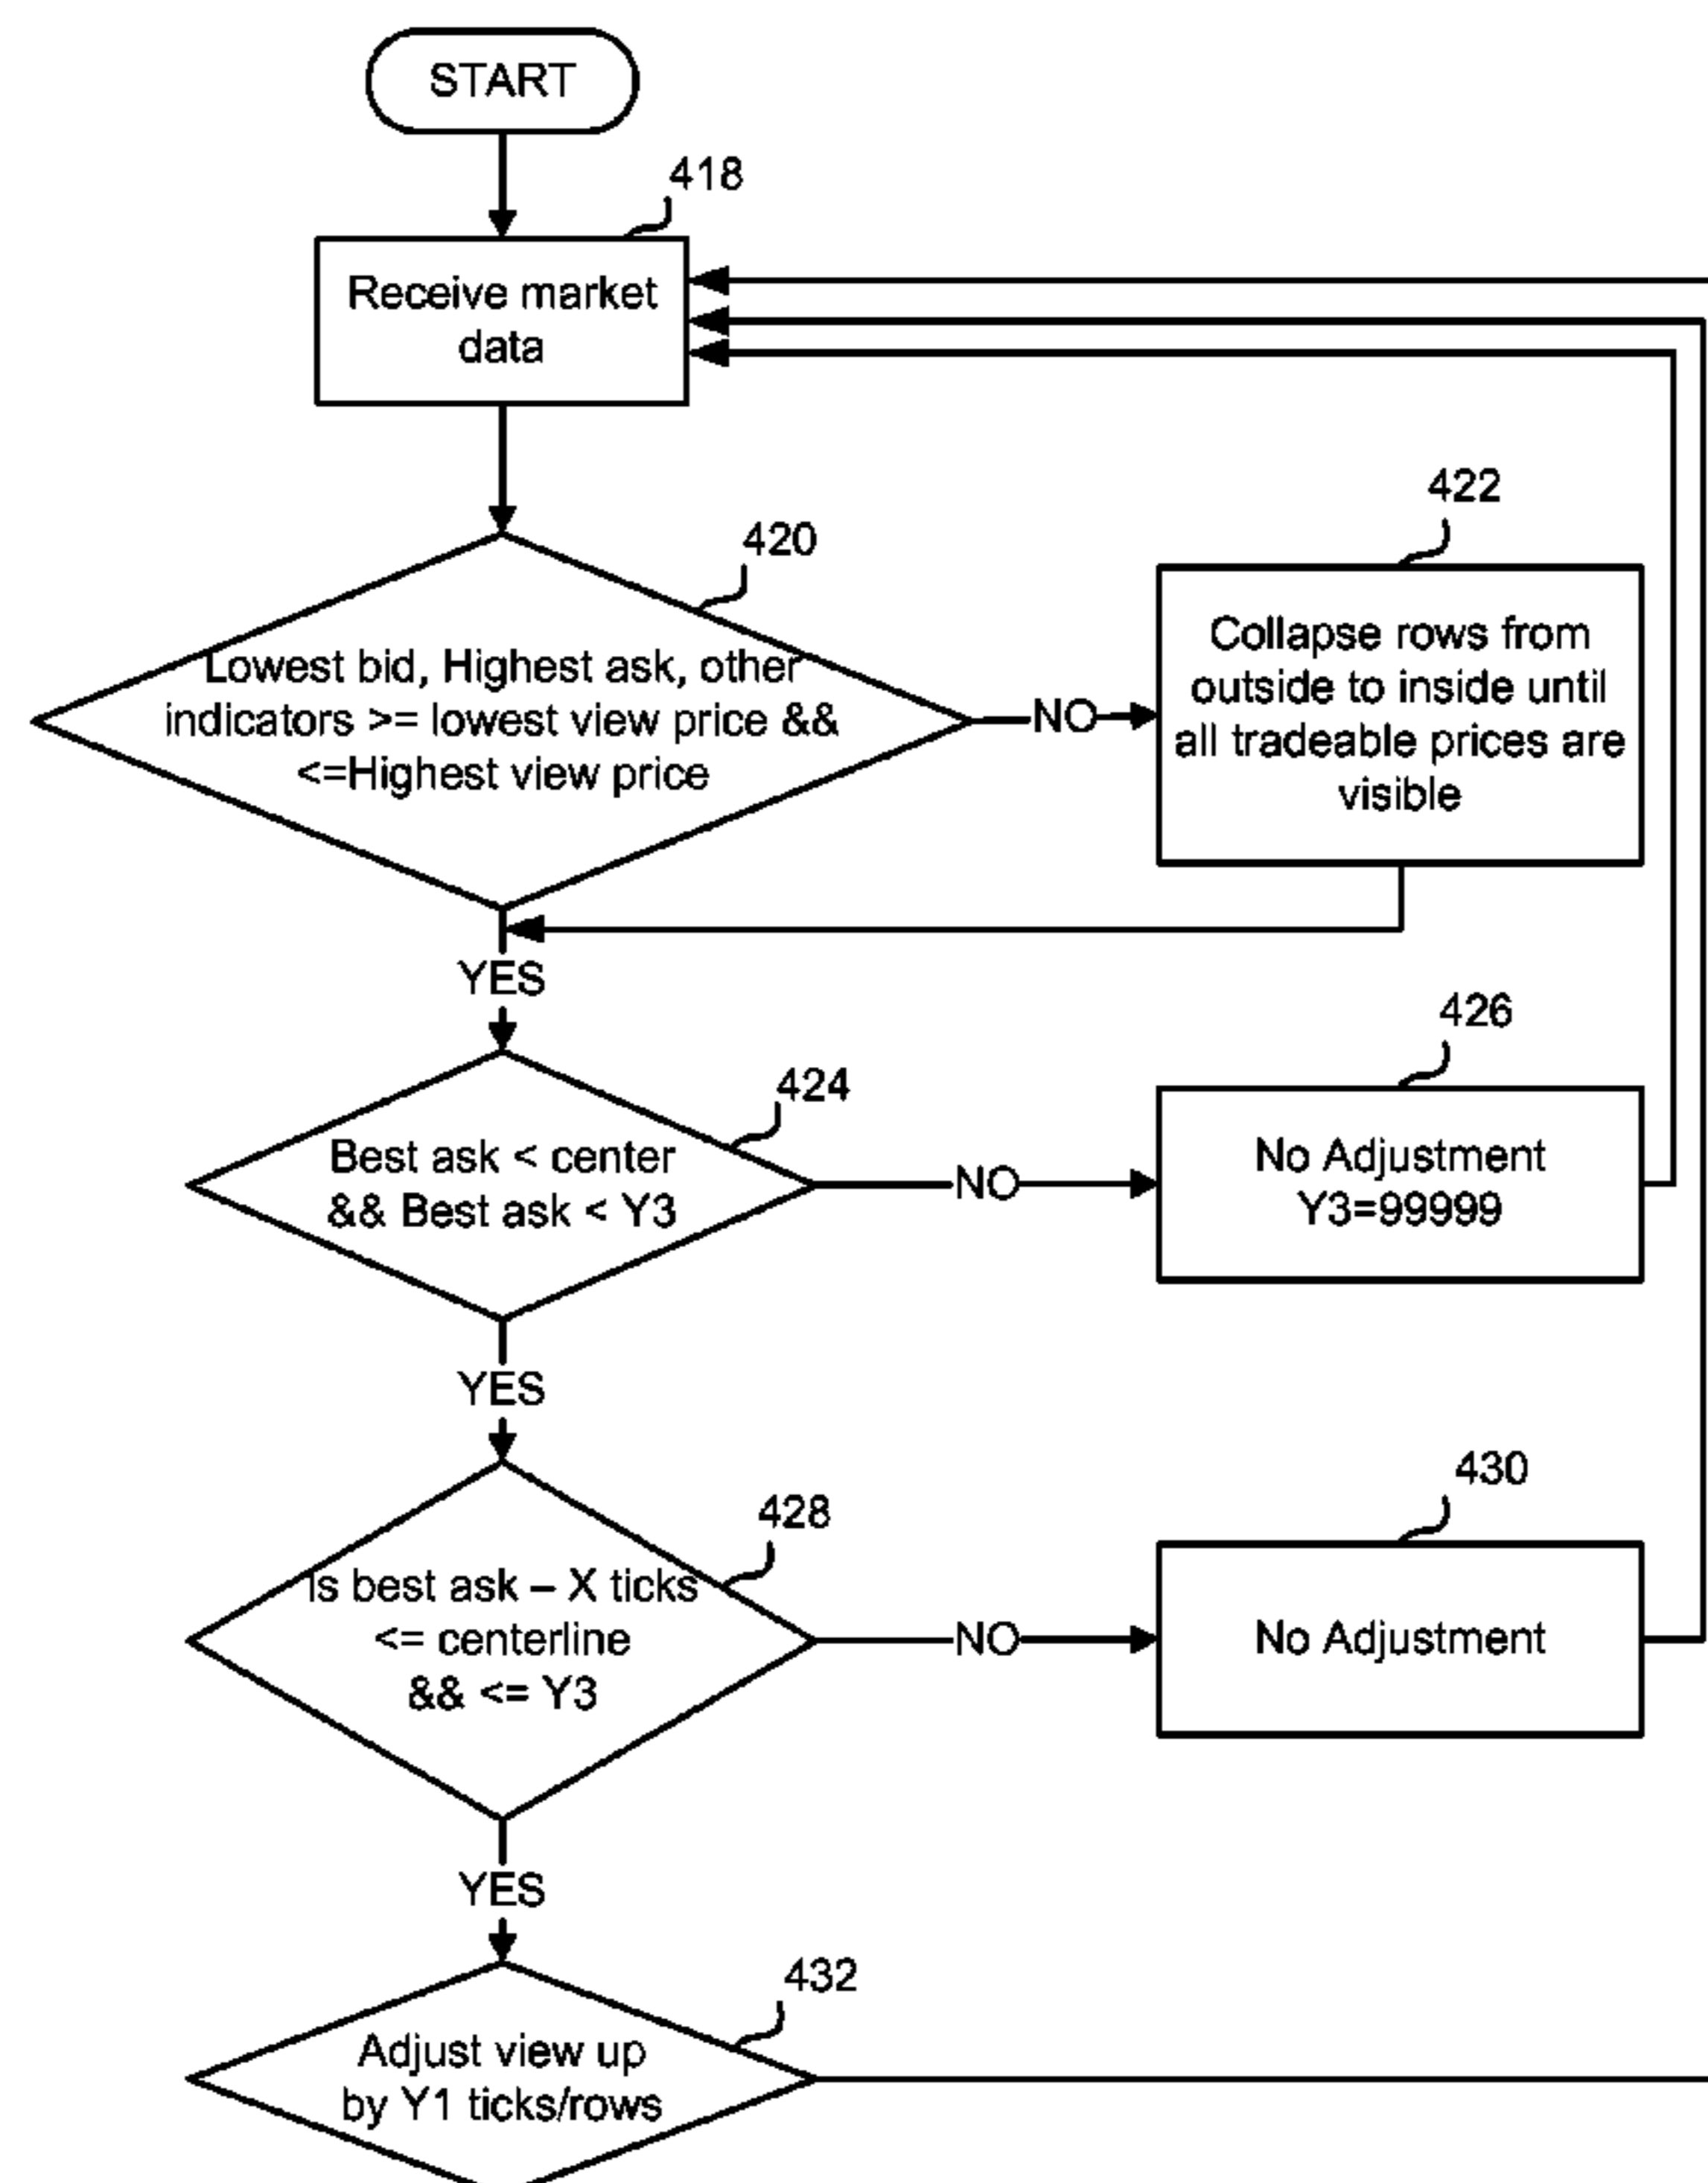 START
418
Receive market
data
420
Lowest bid, Highest ask, other
indicators >= lowest view price &&
<=Highest view price
NO
422
Collapse rows from
outside to inside until
all tradeable prices are
visible
YES
424
Best ask < center
&& Best ask < Y3
NO
426
No Adjustment
Y3=99999
YES
428
Is best ask – X ticks
<= centerline
&& <= Y3
NO
430
No Adjustment
YES
432
Adjust view up
by Y1 ticks/rows